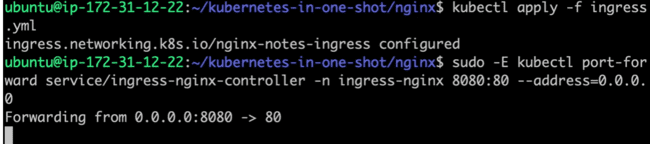 ubuntu@ip-172-31-12-22:~/kubernetes-in-one-shot/nginx$ kubectl apply -f ingress
.yml
ingress.networking.k8s.io/nginx-notes-ingress configured
ubuntu@ip-172-31-12-22:~/kubernetes-in-one-shot/nginx$ sudo -E kubectl port-for
ward service/ingress-nginx-controller -n ingress-nginx 8080:80 --address=0.0.0.
0
Forwarding from 0.0.0.0:8080 -> 80